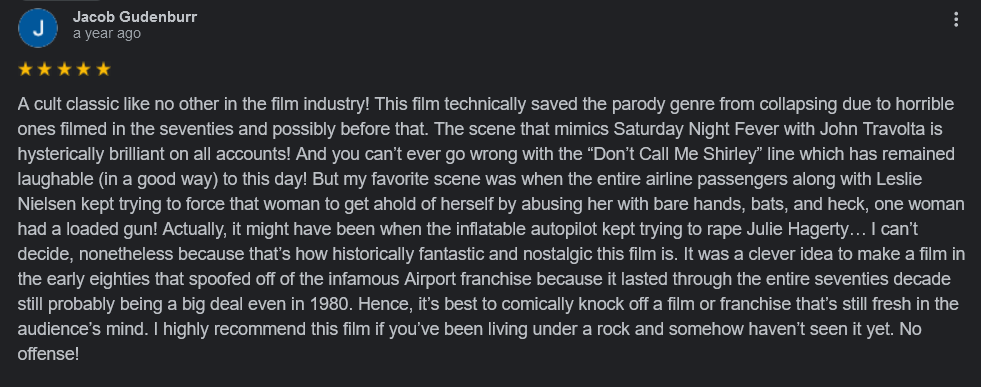 J
Jacob Gudenburr
a year ago
A cult classic like no other in the film industry! This film technically saved the parody genre from collapsing due to horrible
ones filmed in the seventies and possibly before that. The scene that mimics Saturday Night Fever with John Travolta is
hysterically brilliant on all accounts! And you can’t ever go wrong with the “Don’t Call Me Shirley” line which has remained
laughable (in a good way) to this day! But my favorite scene was when the entire airline passengers along with Leslie
Nielsen kept trying to force that woman to get ahold of herself by abusing her with bare hands, bats, and heck, one woman
had a loaded gun! Actually, it might have been when the inflatable autopilot kept trying to rape Julie Hagerty… I can’t
decide, nonetheless because that’s how historically fantastic and nostalgic this film is. It was a clever idea to make a film in
the early eighties that spoofed off of the infamous Airport franchise because it lasted through the entire seventies decade
still probably being a big deal even in 1980. Hence, it’s best to comically knock off a film or franchise that’s still fresh in the
audience’s mind. I highly recommend this film if you’ve been living under a rock and somehow haven’t seen it yet. No
offense!